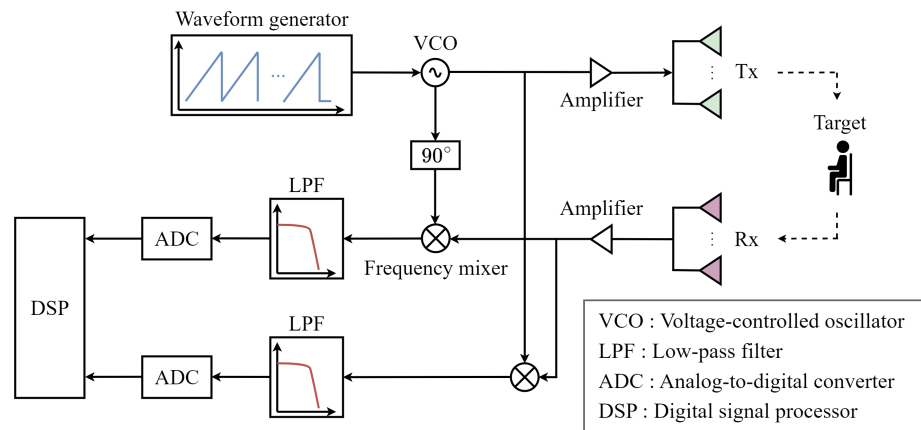 Waveform generator
...
VCO
Amplifier
⋮
Tx
Target
90°
LPF
Amplifier
ADC
⋮
Rx
Frequency mixer
DSP
LPF
ADC
VCO : Voltage-controlled oscillator
LPF : Low-pass filter
ADC : Analog-to-digital converter
DSP : Digital signal processor